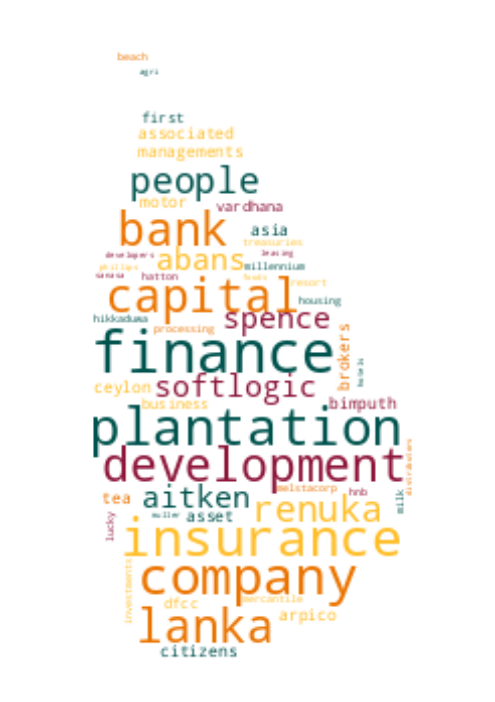 beach
agri
first
associated
managements
people
motor
vardhana
bank
asia
treasuries
developers
leasing
abans
philips
millennium
sanasa
hatton
foods
resort
capital
housing
hikkaduwa
spence
processing
brokers
finance
hotels
ceylon
softlogic
business
bimputh
plantation
development
distributors
melstacorp
hnb
tea
aitken
milk
renuka
lucky
muller
asset
insurance
investments
company
dfcc
mercantile
arpico
lanka
citizens